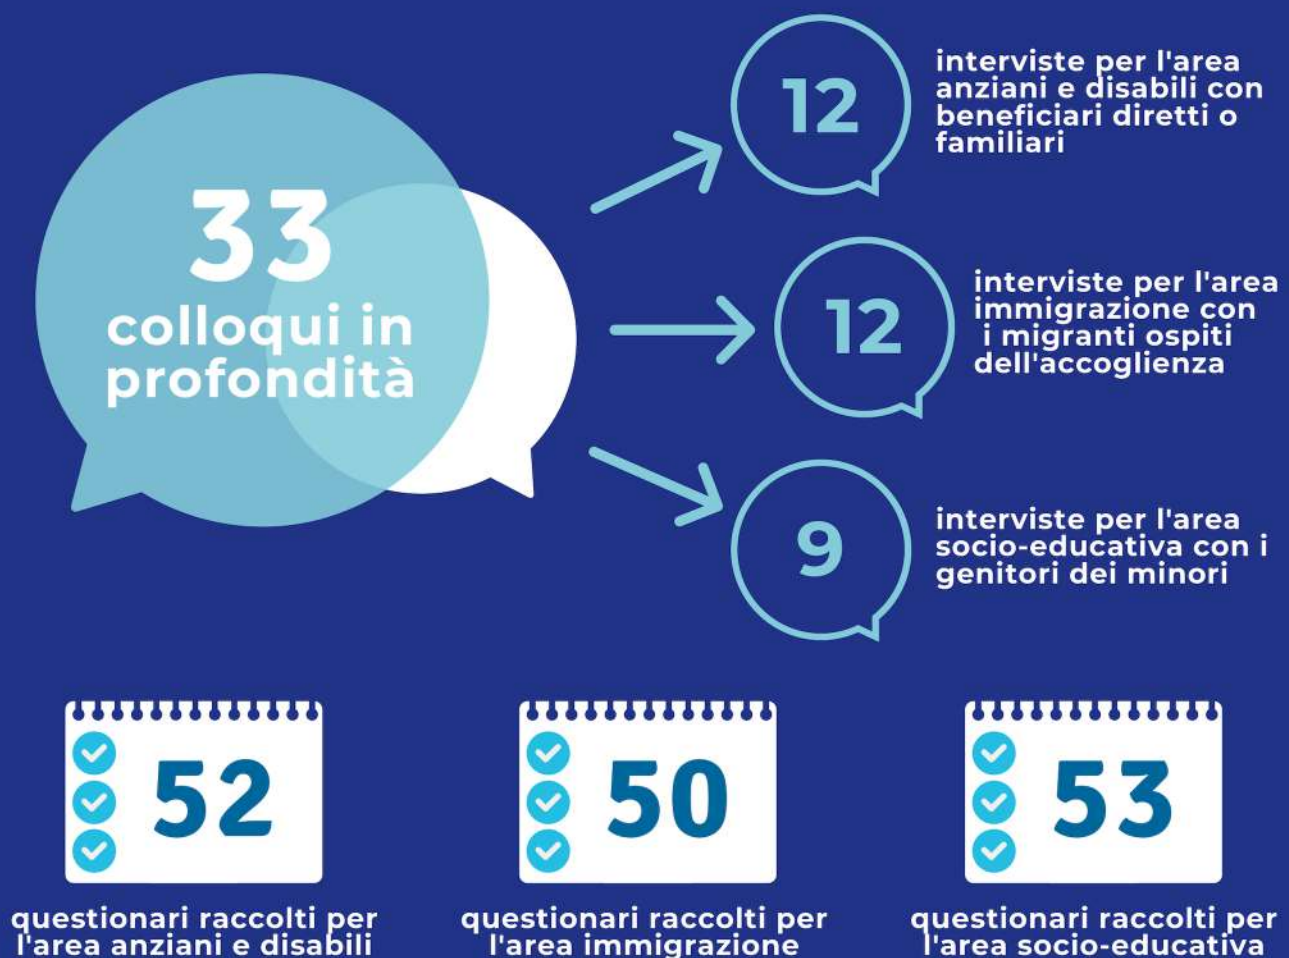 33
colloqui in
profondità
12
interviste per l'area
anziani e disabili con
beneficiari diretti o
familiari
12
interviste per l'area
immigrazione con
i migranti ospiti
dell'accoglienza
9
interviste per l'area
socio-educativa con i
genitori dei minori
52
questionari raccolti per
l'area anziani e disabili
50
questionari raccolti per
l'area immigrazione
53
questionari raccolti per
l'area socio-educativa